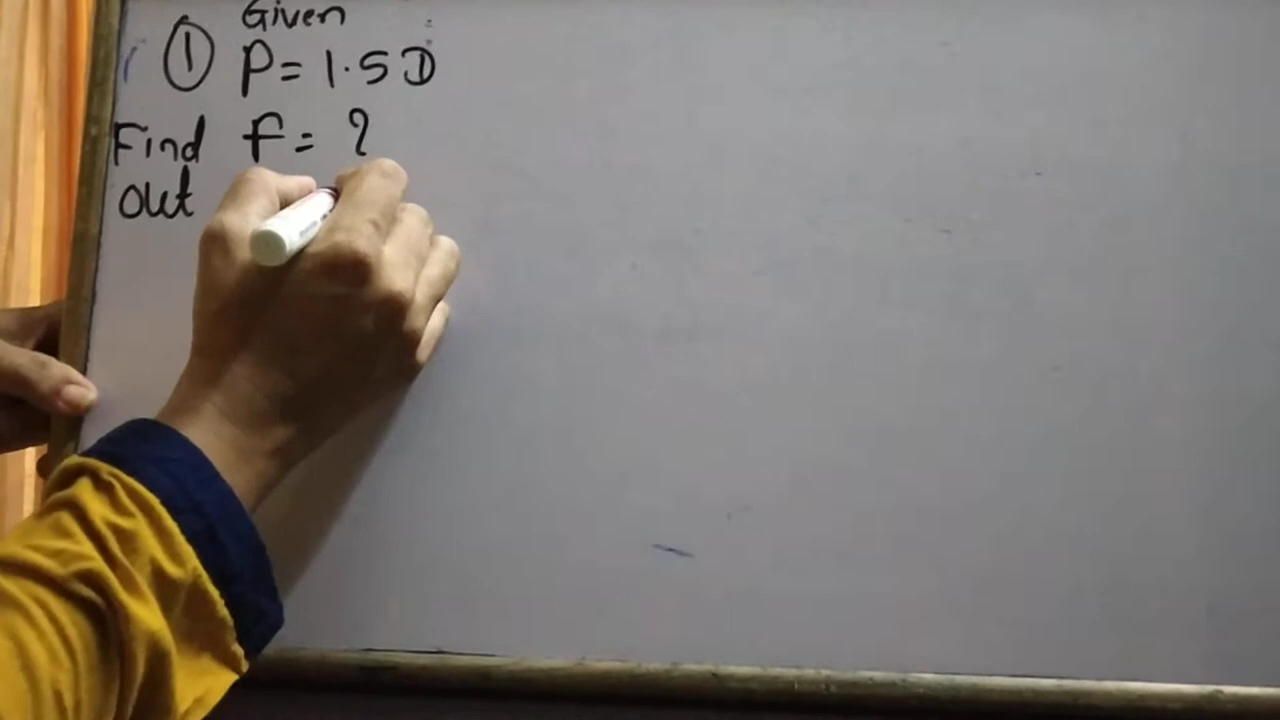 Given
① P = 1.5 D
Find f = ?
Out